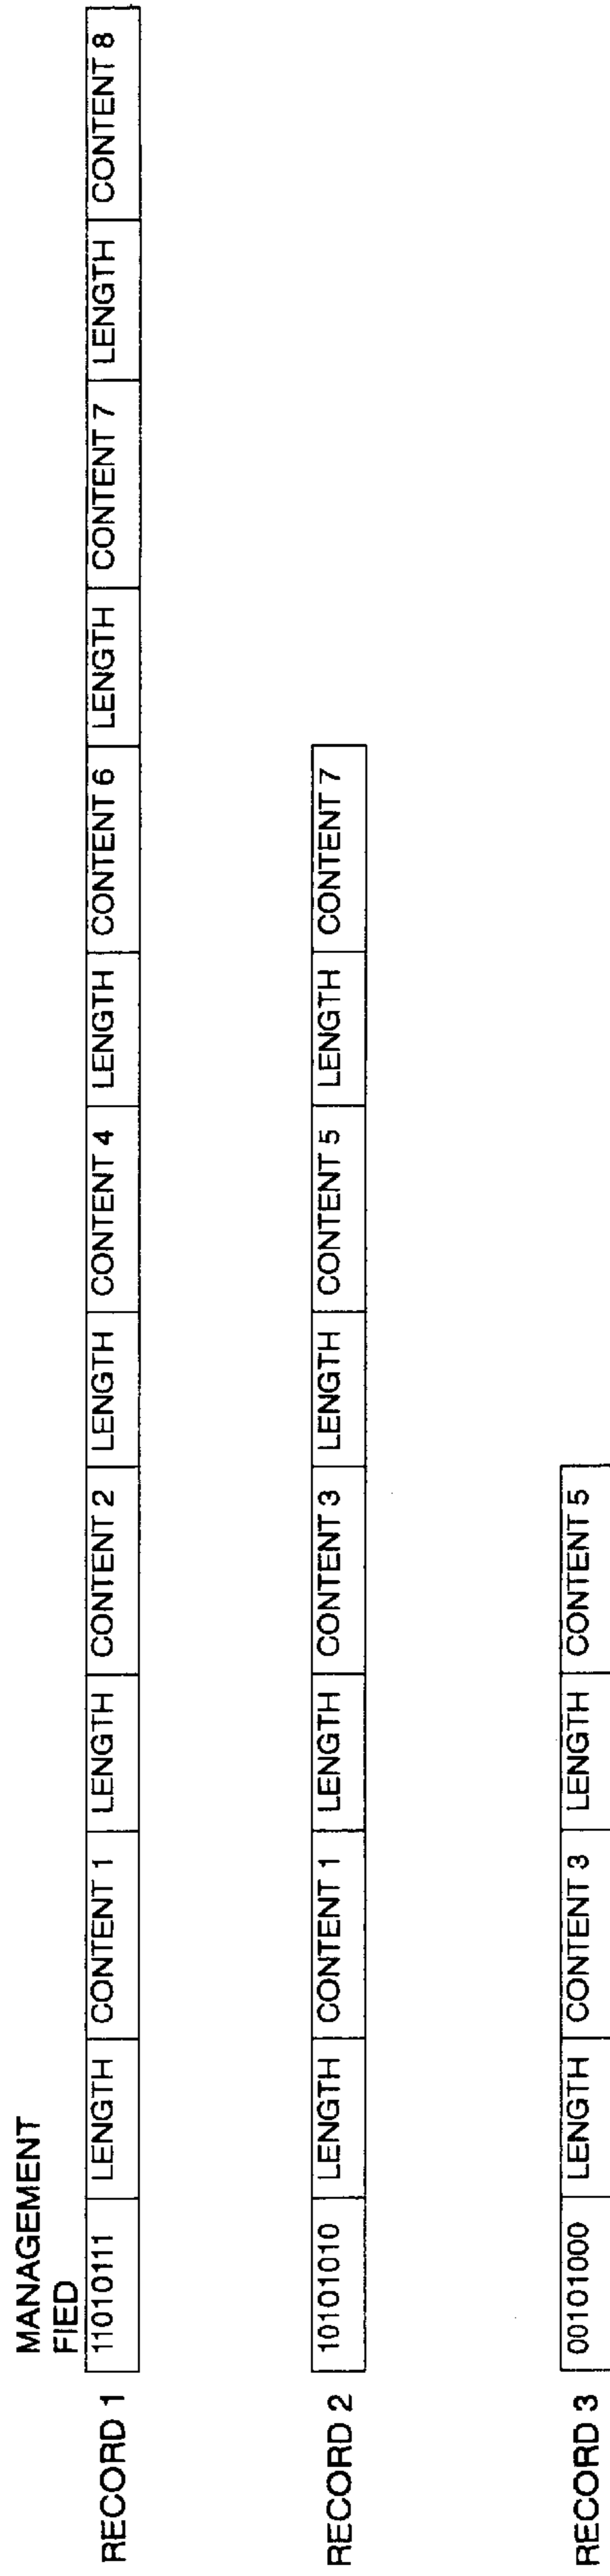 MANAGEMENT
FIED
RECORD 1 11010111 LENGTH CONTENT 1 LENGTH CONTENT 2 LENGTH CONTENT 4 LENGTH CONTENT 6 LENGTH CONTENT 7 LENGTH CONTENT 8
RECORD 2 10101010 LENGTH CONTENT 1 LENGTH CONTENT 3 LENGTH CONTENT 5 LENGTH CONTENT 7
RECORD 3 00101000 LENGTH CONTENT 3 LENGTH CONTENT 5